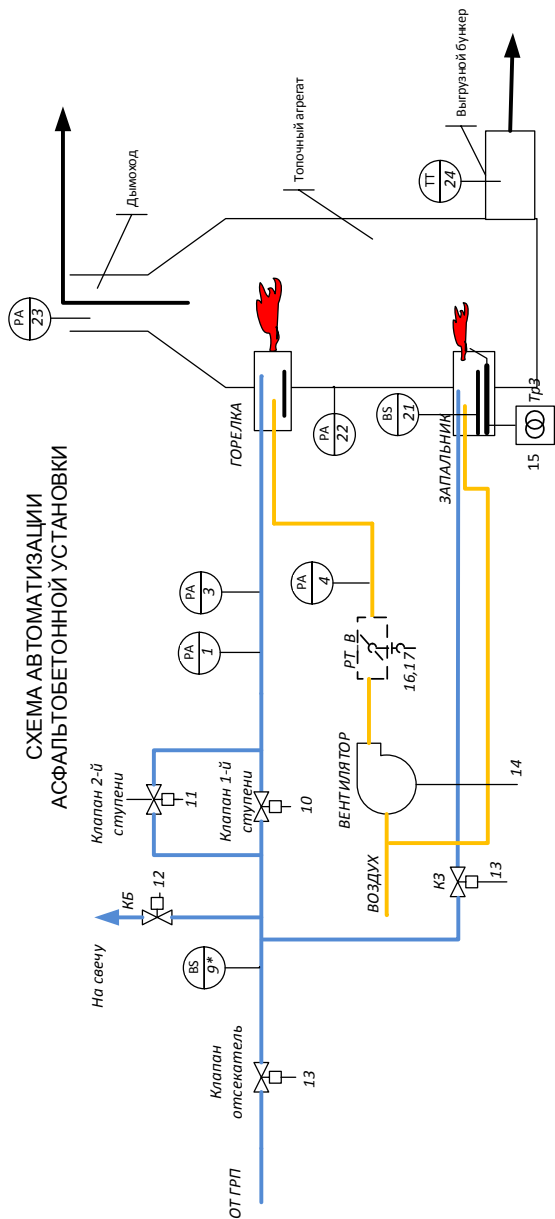 СХЕМА АВТОМАТИЗАЦИИ
АСФАЛЬТОБЕТОННОЙ УСТАНОВКИ
ОТ ГРП
Клапан
отсекатель
13
BS
9*
На свечу
КБ
12
Клапан 2-й
ступени
11
Клапан 1-й
ступени
10
PA
1
PA
3
ГОРЕЛКА
PA
23
Дымоход
Топочный агрегат
Выгрузной бункер
TT
24
PA
22
BS
21
ЗАПАЛЬНИК
ТрЗ
15
PA
4
РТ_В
16,17
ВЕНТИЛЯТОР
14
ВОЗДУХ
КЗ
13